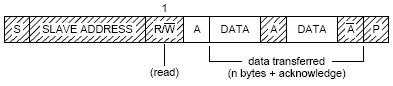 1
S SLAVE ADDRESS R/W̅ A DATA A DATA A̅ P
(read)
data transferred
(n bytes + acknowledge)